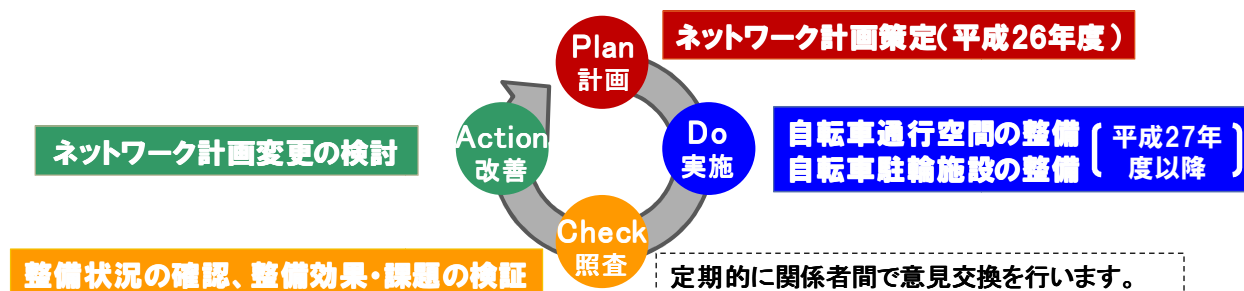 Plan
計画
ネットワーク計画策定(平成26年度)
Do
実施
自転車通行空間の整備
自転車駐輪施設の整備
平成27年
度以降
Action
改善
ネットワーク計画変更の検討
Check
照査
整備状況の確認、整備効果・課題の検証
定期的に関係者間で意見交換を行います。